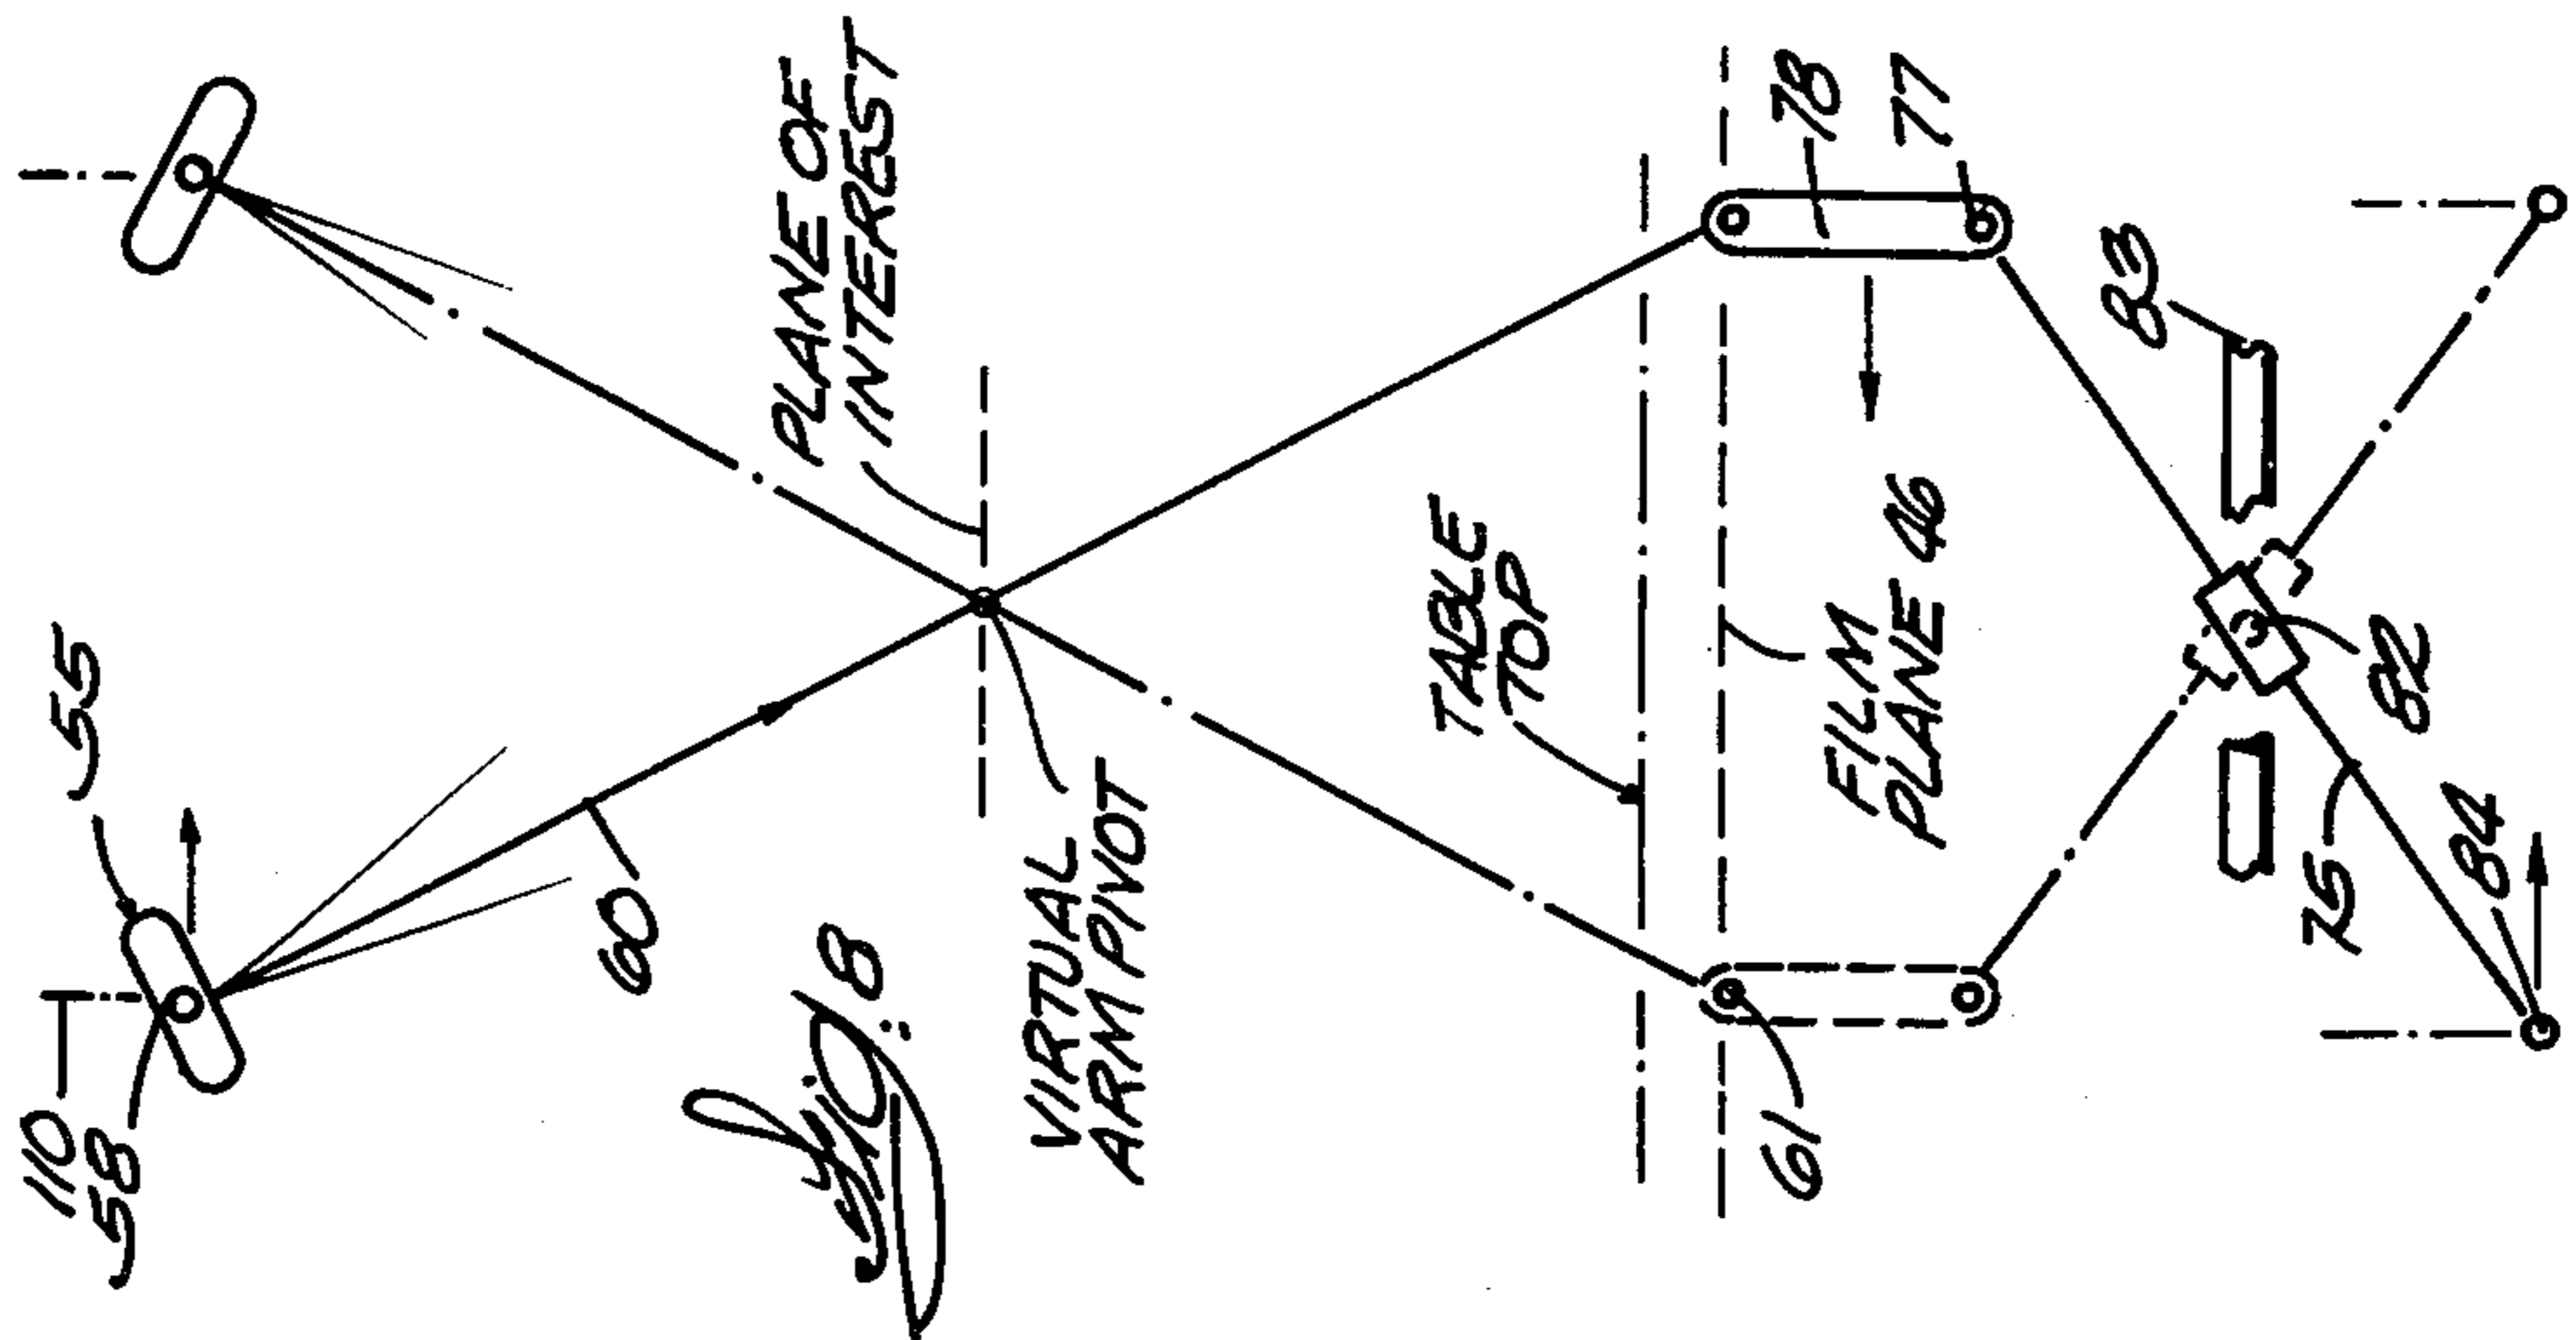 110
58
55
60
Fig. 8
PLANE OF
INTEREST
VIRTUAL
ARM PIVOT
TABLE
TOP
FILM
PLANE 46
61
78
77
83
82
75
84